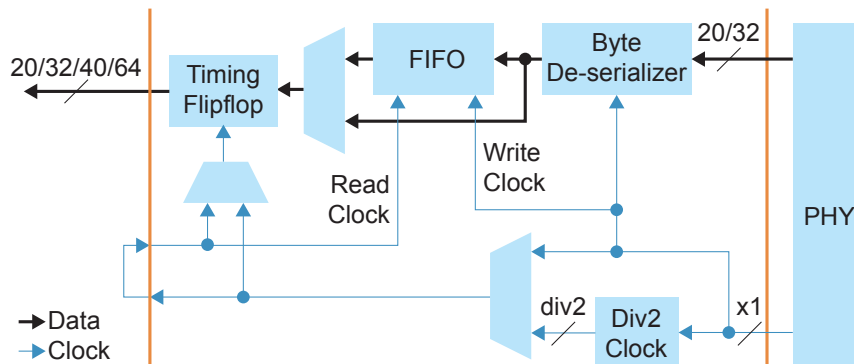 20/32/40/64
Timing
Flipflop
FIFO
Byte
De-serializer
20/32
Read
Clock
Write
Clock
PHY
div2
Div2
Clock
x1
Data
Clock